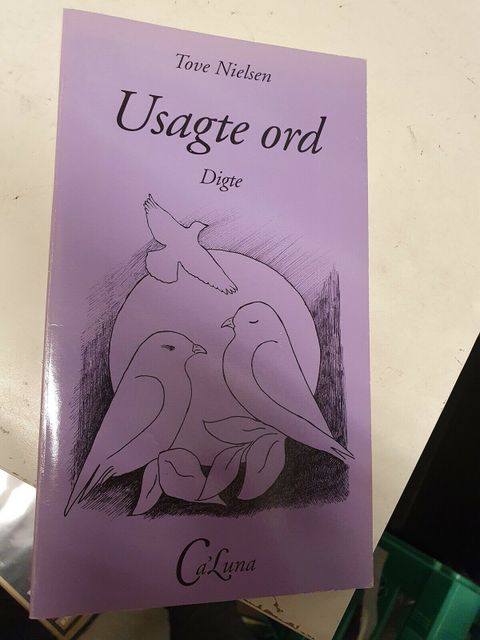 Tove Nielsen
Usagte ord
Digte
Ca'Luna